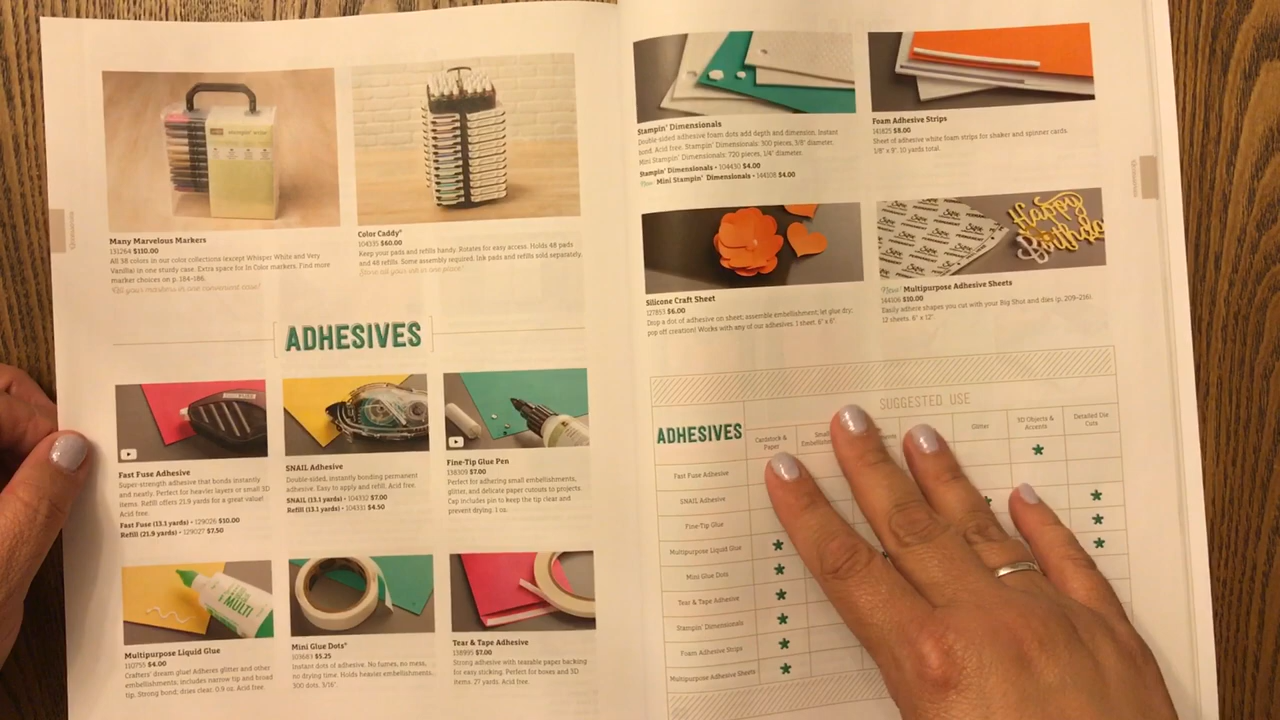 Many Marvelous Markers
131264 $110.00
All 38 colors in our color collections (except Whisper White and Very
Vanilla) in one sturdy case. Extra space for In Color markers. Find more
marker choices on p. 184–186.
Color Caddy®
104335 $60.00
Keep your pads and refills handy. Rotates for easy access. Holds 48 pads
and 48 refills. Some assembly required. Ink pads and refills sold separately.
ADHESIVES
Fast Fuse Adhesive
Super-strength adhesive that bonds instantly
and neatly. Perfect for heavier layers or small 3D
items. Refill offers 21.9 yards for a great value!
Acid free.
Fast Fuse (13.1 yards) • 129026 $10.00
Refill (21.9 yards) • 129027 $7.50
SNAIL Adhesive
Double-sided, instantly bonding permanent
adhesive. Easy to apply and refill. Acid free.
SNAIL (13.1 yards) • 104332 $7.00
Refill (13.1 yards) • 104331 $4.50
Fine-Tip Glue Pen
138309 $7.00
Perfect for adhering small embellishments,
glitter, and delicate paper cutouts to projects.
Cap includes pin to keep the tip clear and
prevent drying. 1 oz.
MULTI
Multipurpose Liquid Glue
110755 $4.00
Crafters' dream glue! Adheres glitter and other
embellishments, includes narrow tip and broad
tip. Strong bond; dries clear. 0.9 oz. Acid free.
Mini Glue Dots®
103683 $5.25
Instant dots of adhesive. No fumes, no mess,
no drying time. Holds heavier embellishments.
300 dots. 3/16".
Tear & Tape Adhesive
138995 $7.00
Strong adhesive with tearable paper backing
for easy sticking. Perfect for boxes and 3D
items. 27 yards. Acid free.
Stampin' Dimensionals
Double-sided adhesive foam dots add depth and dimension. Instant
bond. Acid free. Stampin' Dimensionals: 300 pieces, 3/8" diameter.
Mini Stampin' Dimensionals: 720 pieces, 1/4" diameter.
Stampin' Dimensionals • 104430 $4.00
New Mini Stampin' Dimensionals • 144108 $4.00
Foam Adhesive Strips
141825 $8.00
Sheet of adhesive white foam strips for shaker and spinner cards.
1/8" x 9". 10 yards total.
Silicone Craft Sheet
127853 $6.00
Drop a dot of adhesive on sheet; assemble embellishment; let glue dry;
pop off creation! Works with any of our adhesives. 1 sheet. 6" x 6".
Happy
Birthday
New! Multipurpose Adhesive Sheets
144106 $10.00
Easily adhere shapes you cut with your Big Shot and dies (p. 209–216).
12 sheets. 6" x 12".
SUGGESTED USE
ADHESIVES
Cardstock &
Paper
Glitter
3D Objects &
Accents
Detailed Die
Cuts
Fast Fuse Adhesive
SNAIL Adhesive
Fine-Tip Glue
Multipurpose Liquid Glue
Mini Glue Dots
Tear & Tape Adhesive
Stampin' Dimensionals
Foam Adhesive Strips
Multipurpose Adhesive Sheets